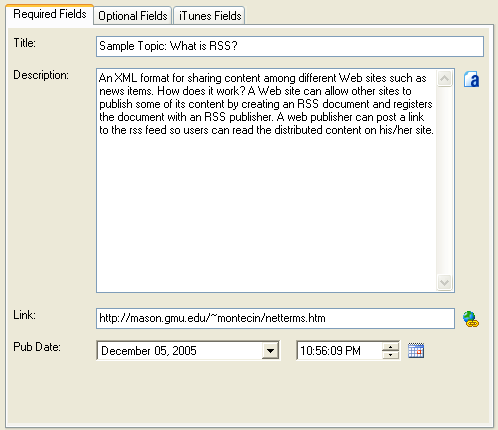 Required Fields Optional Fields iTunes Fields
Title: Sample Topic: What is RSS?
Description: An XML format for sharing content among different Web sites such as
news items. How does it work? A Web site can allow other sites to
publish some of its content by creating an RSS document and registers
the document with an RSS publisher. A web publisher can post a link
to the rss feed so users can read the distributed content on his/her site.
Link: http://mason.gmu.edu/~montecin/netterms.htm
Pub Date: December 05, 2005 10:56:09 PM